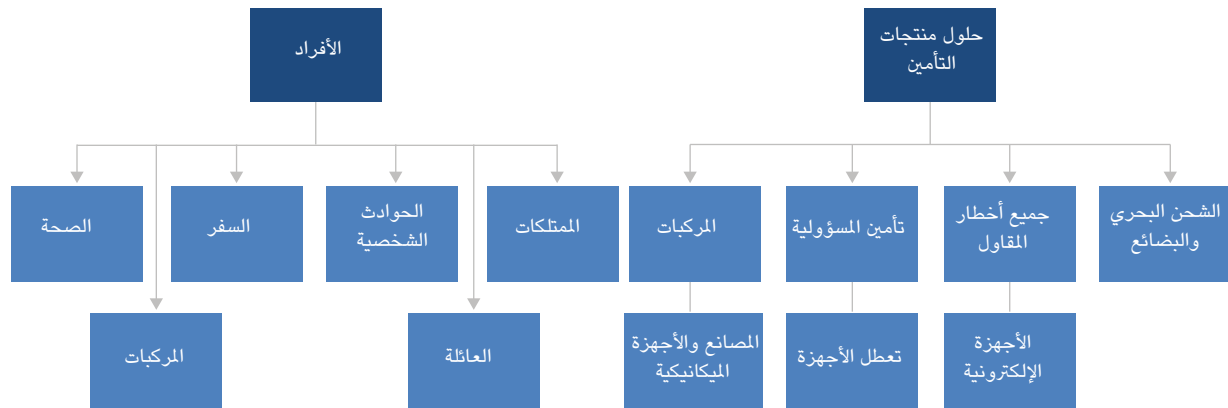 حلول منتجات
التأمين
الأفراد
الشحن البحري
والبضائع
جميع أخطار
المقاول
تأمين المسؤولية
المركبات
الممتلكات
الحوادث
الشخصية
السفر
الصحة
الأجهزة
الإلكترونية
تعطل الأجهزة
المصانع والأجهزة
الميكانيكية
العائلة
المركبات